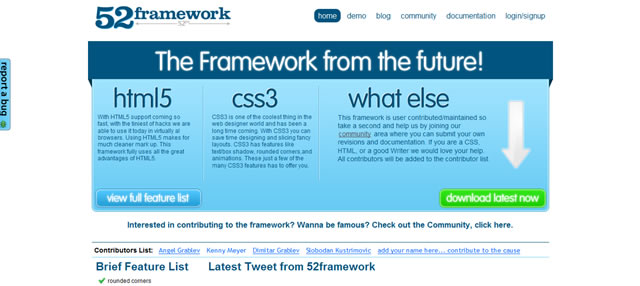 52framework
52"
home demo blog community documentation login/signup
report a bug
The Framework from the future!
html5
With HTML5 support coming so
fast, with the tiniest of hacks we are
able to use it today in virtually all
browsers. Using HTML5 makes for
much cleaner mark up. This
framework fully uses all the great
advantages of HTML5.
css3
CSS3 is one of the coolest thing in the
web designer world and has been a
long time coming. With CSS3 you can
save time designing and slicing fancy
layouts. CSS3 has features like
text/box shadow, rounded corners,and
animations. These just a few of the
many CSS3 features has to offer you.
what else
This framework is user contributed/maintained so
take a second and help us by joining our
community area where you can submit your own
revisions and documentation. If you are a CSS,
HTML, or a good Writer we would love your help.
All contributors will be added to the contributor list.
view full feature list
download latest now
Interested in contributing to the framework? Wanna be famous? Check out the Community, click here.
Contributors List: Angel Grablev Kenny Meyer Dimitar Grablev Slobodan Kustrimovic add your name here... contribute to the cause
Brief Feature List
rounded corners
Latest Tweet from 52framework